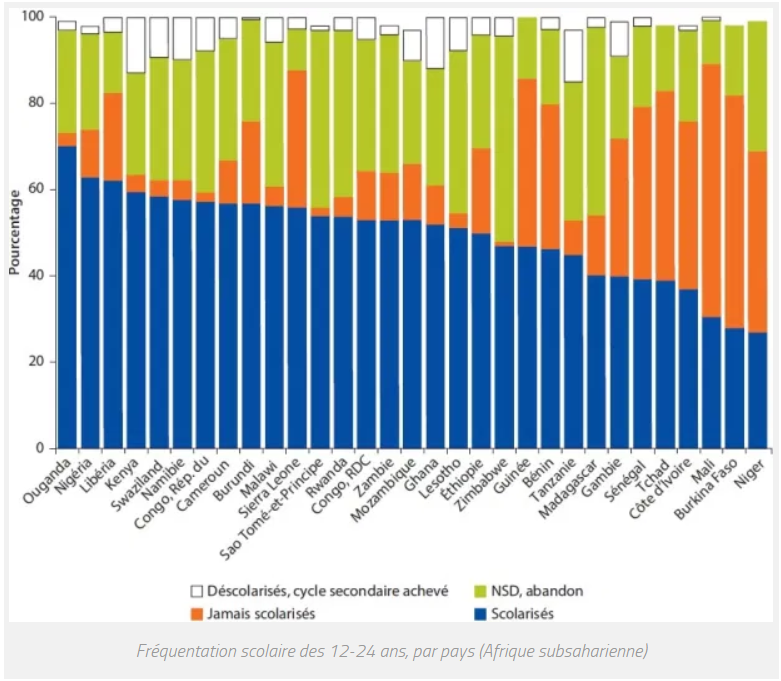 100
80
60
40
20
0
Pourcentage
Ouganda
Nigéria
Libéria
Kenya
Swaziland
Namibie
Congo, Rép. du
Cameroun
Burundi
Malawi
Sierra Leone
Sao Tomé-et-Principe
Rwanda
Congo, RDC
Zambie
Mozambique
Ghana
Lesotho
Éthiopie
Zimbabwe
Guinée
Bénin
Tanzanie
Madagascar
Gambie
Sénégal
Tchad
Côte d'Ivoire
Mali
Burkina Faso
Niger
Déscolarisés, cycle secondaire achevé
NSD, abandon
Jamais scolarisés
Scolarisés
Fréquentation scolaire des 12-24 ans, par pays (Afrique subsaharienne)